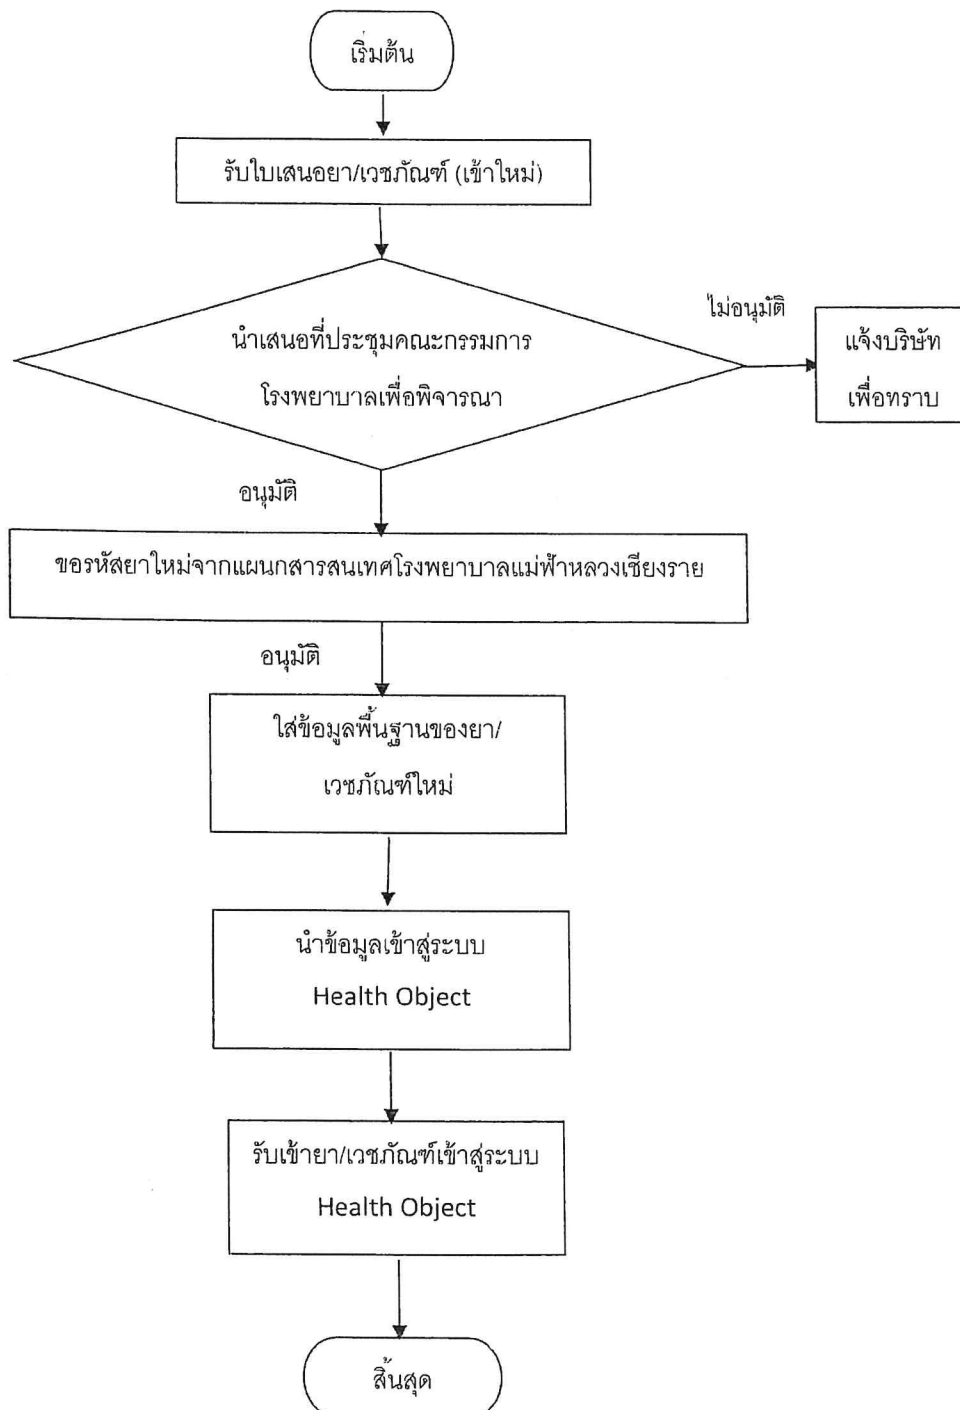 เริ่มต้น
รับใบเสนอยา/เวชภัณฑ์ (เข้าใหม่)
ไม่อนุมัติ
นำเสนอที่ประชุมคณะกรรมการ
โรงพยาบาลเพื่อพิจารณา
แจ้งบริษัท
เพื่อทราบ
อนุมัติ
ขอรหัสยาใหม่จากแผนกสารสนเทศโรงพยาบาลแม่ฟ้าหลวงเชียงราย
อนุมัติ
ใส่ข้อมูลพื้นฐานของยา/
เวชภัณฑ์ใหม่
นำข้อมูลเข้าสู่ระบบ
Health Object
รับเข้ายา/เวชภัณฑ์เข้าสู่ระบบ
Health Object
สิ้นสุด